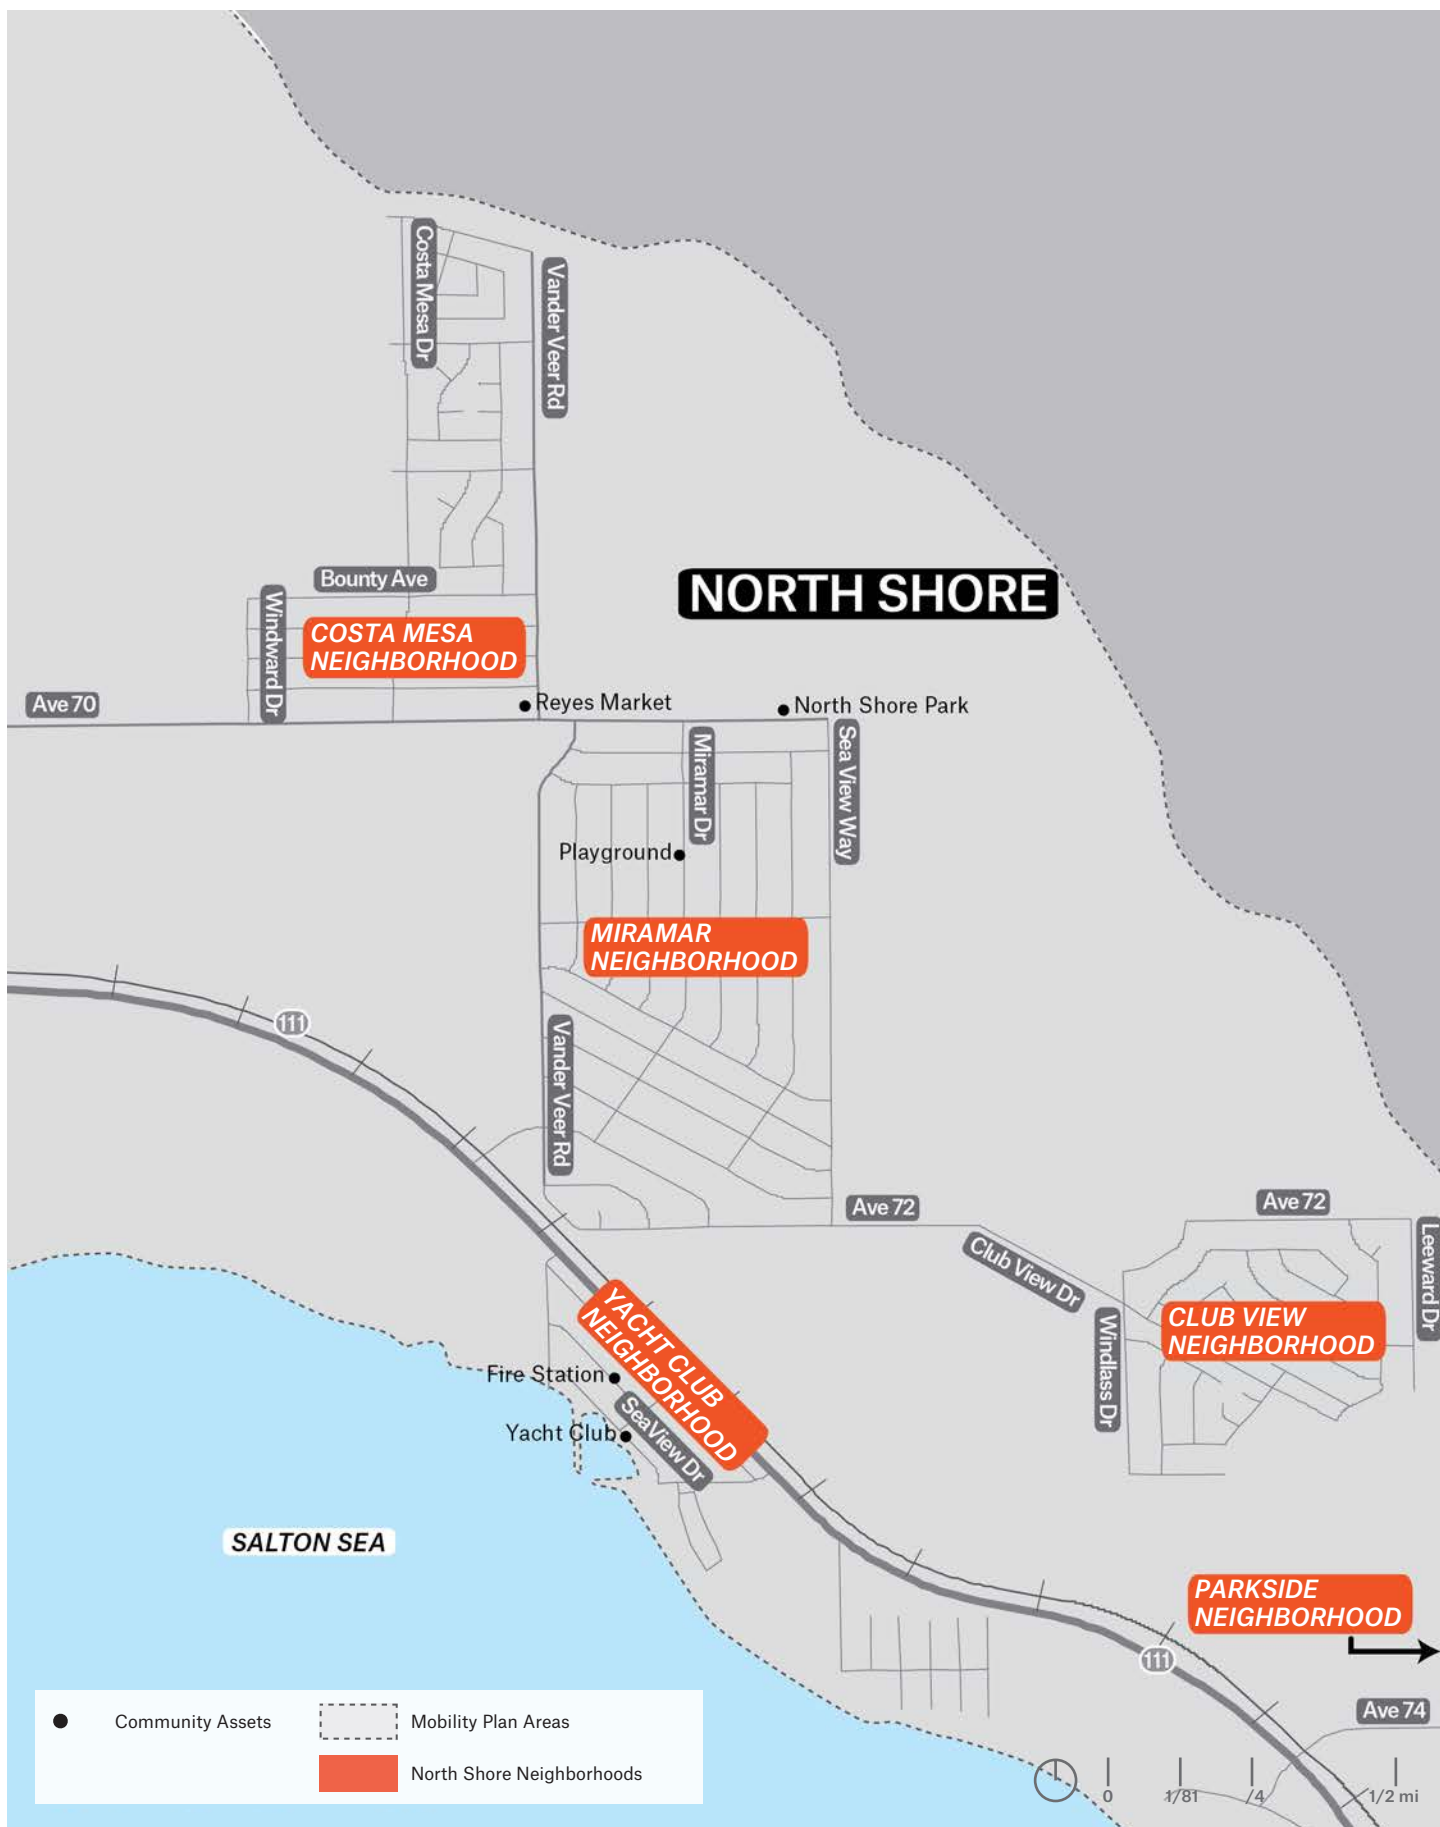 Costa Mesa Dr
Vander Veer Rd
Bounty Ave
NORTH SHORE
Windward Dr
COSTA MESA
NEIGHBORHOOD
Ave 70
Reyes Market
North Shore Park
Miramar Dr
Sea View Way
Playground
MIRAMAR
NEIGHBORHOOD
111
Vander Veer Rd
Ave 72
Ave 72
Club View Dr
Leeward Dr
YACHT CLUB
NEIGHBORHOOD
CLUB VIEW
NEIGHBORHOOD
Windlass Dr
Fire Station
Yacht Club
SeaView Dr
SALTON SEA
PARKSIDE
NEIGHBORHOOD
111
Ave 74
Community Assets
Mobility Plan Areas
North Shore Neighborhoods
0 1/81 /4 1/2 mi